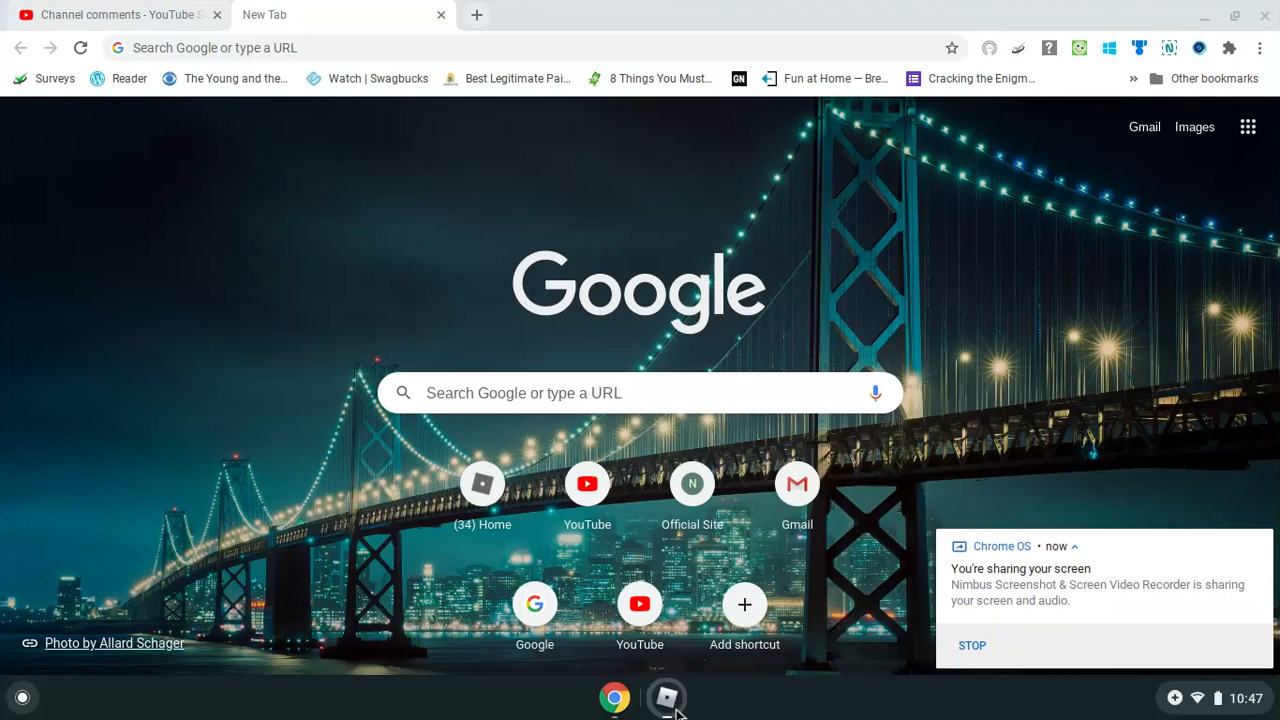 Channel comments - YouTube S
New Tab
Search Google or type a URL
Surveys
Reader
The Young and the...
Watch | Swagbucks
Best Legitimate Pai...
8 Things You Must...
GN
Fun at Home — Bre...
Cracking the Enigm...
»
Other bookmarks
Gmail
Images
Google
Search Google or type a URL
(34) Home
YouTube
N
Official Site
Gmail
Google
YouTube
Add shortcut
Photo by Allard Schager
Chrome OS • now
You're sharing your screen
Nimbus Screenshot & Screen Video Recorder is sharing
your screen and audio.
STOP
10:47